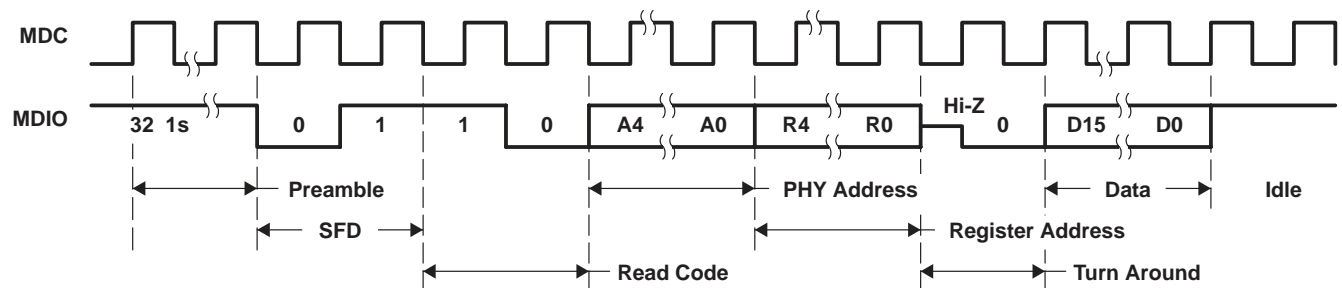 MDC
Hi-Z
MDIO
32 1s 0 1 1 0 A4 A0 R4 R0 0 D15 D0
Preamble PHY Address Data Idle
SFD Register Address
Read Code Turn Around